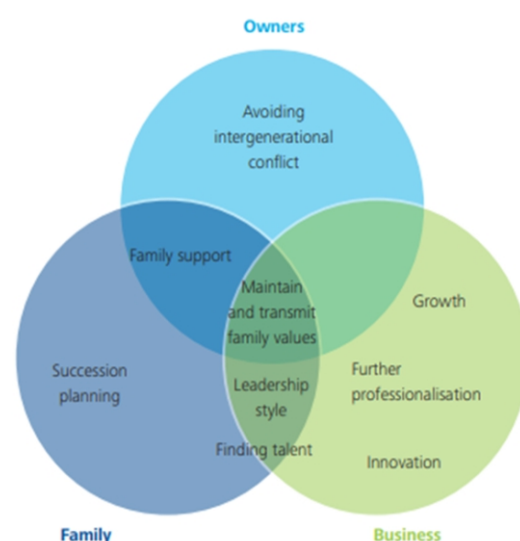 Owners
Avoiding
intergenerational
conflict
Family support
Maintain
and transmit
family values
Growth
Succession
planning
Leadership
style
Further
professionalisation
Finding talent
Innovation
Family
Business